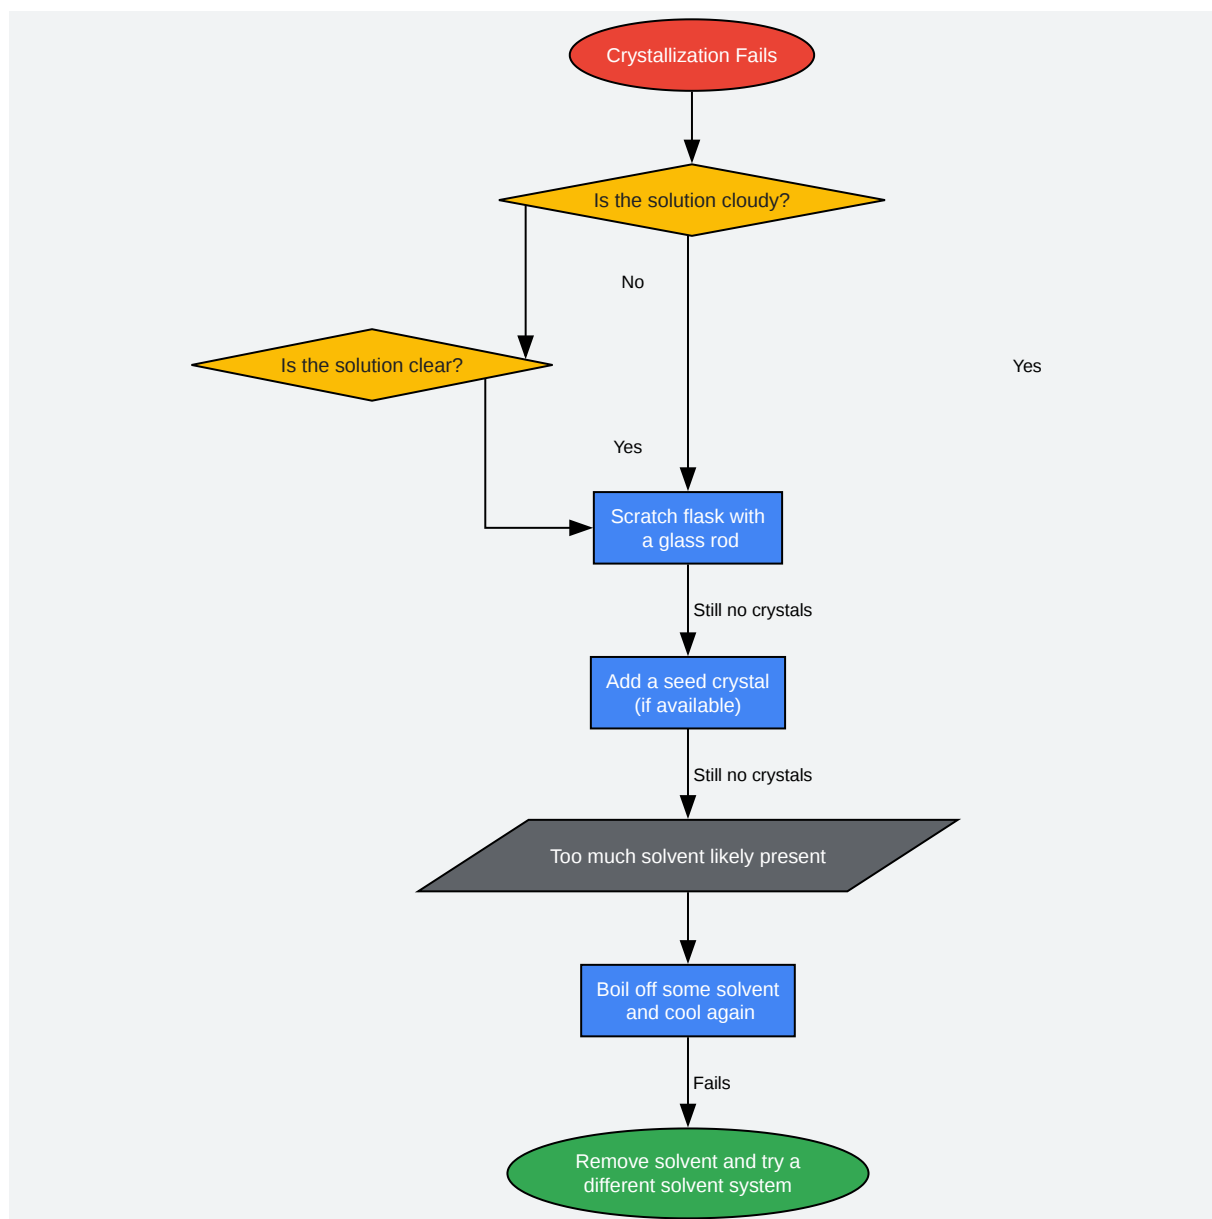 Crystallization Fails
Is the solution cloudy?
No
Is the solution clear?
Yes
Yes
Scratch flask with
a glass rod
Still no crystals
Add a seed crystal
(if available)
Still no crystals
Too much solvent likely present
Boil off some solvent
and cool again
Fails
Remove solvent and try a
different solvent system